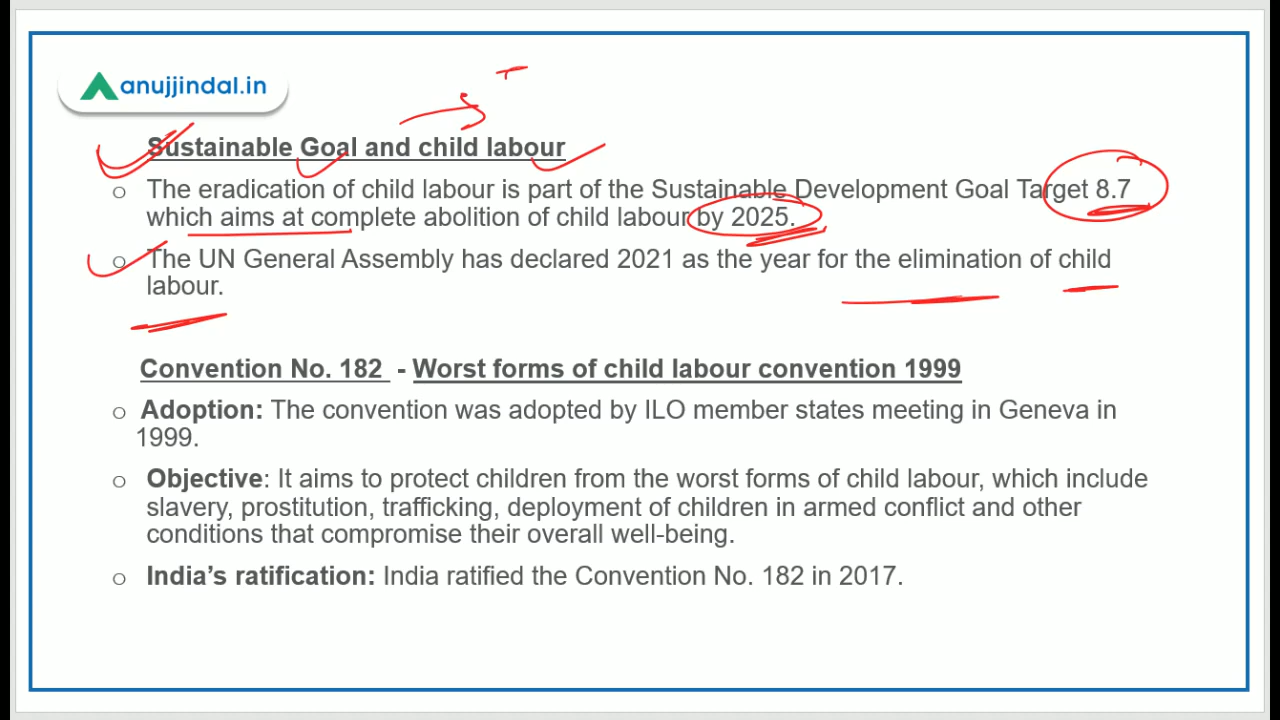 anujjindal.in
Sustainable Goal and child labour
o The eradication of child labour is part of the Sustainable Development Goal Target 8.7
which aims at complete abolition of child labour by 2025.
o The UN General Assembly has declared 2021 as the year for the elimination of child
labour.
Convention No. 182 - Worst forms of child labour convention 1999
o Adoption: The convention was adopted by ILO member states meeting in Geneva in
1999.
o Objective: It aims to protect children from the worst forms of child labour, which include
slavery, prostitution, trafficking, deployment of children in armed conflict and other
conditions that compromise their overall well-being.
o India’s ratification: India ratified the Convention No. 182 in 2017.